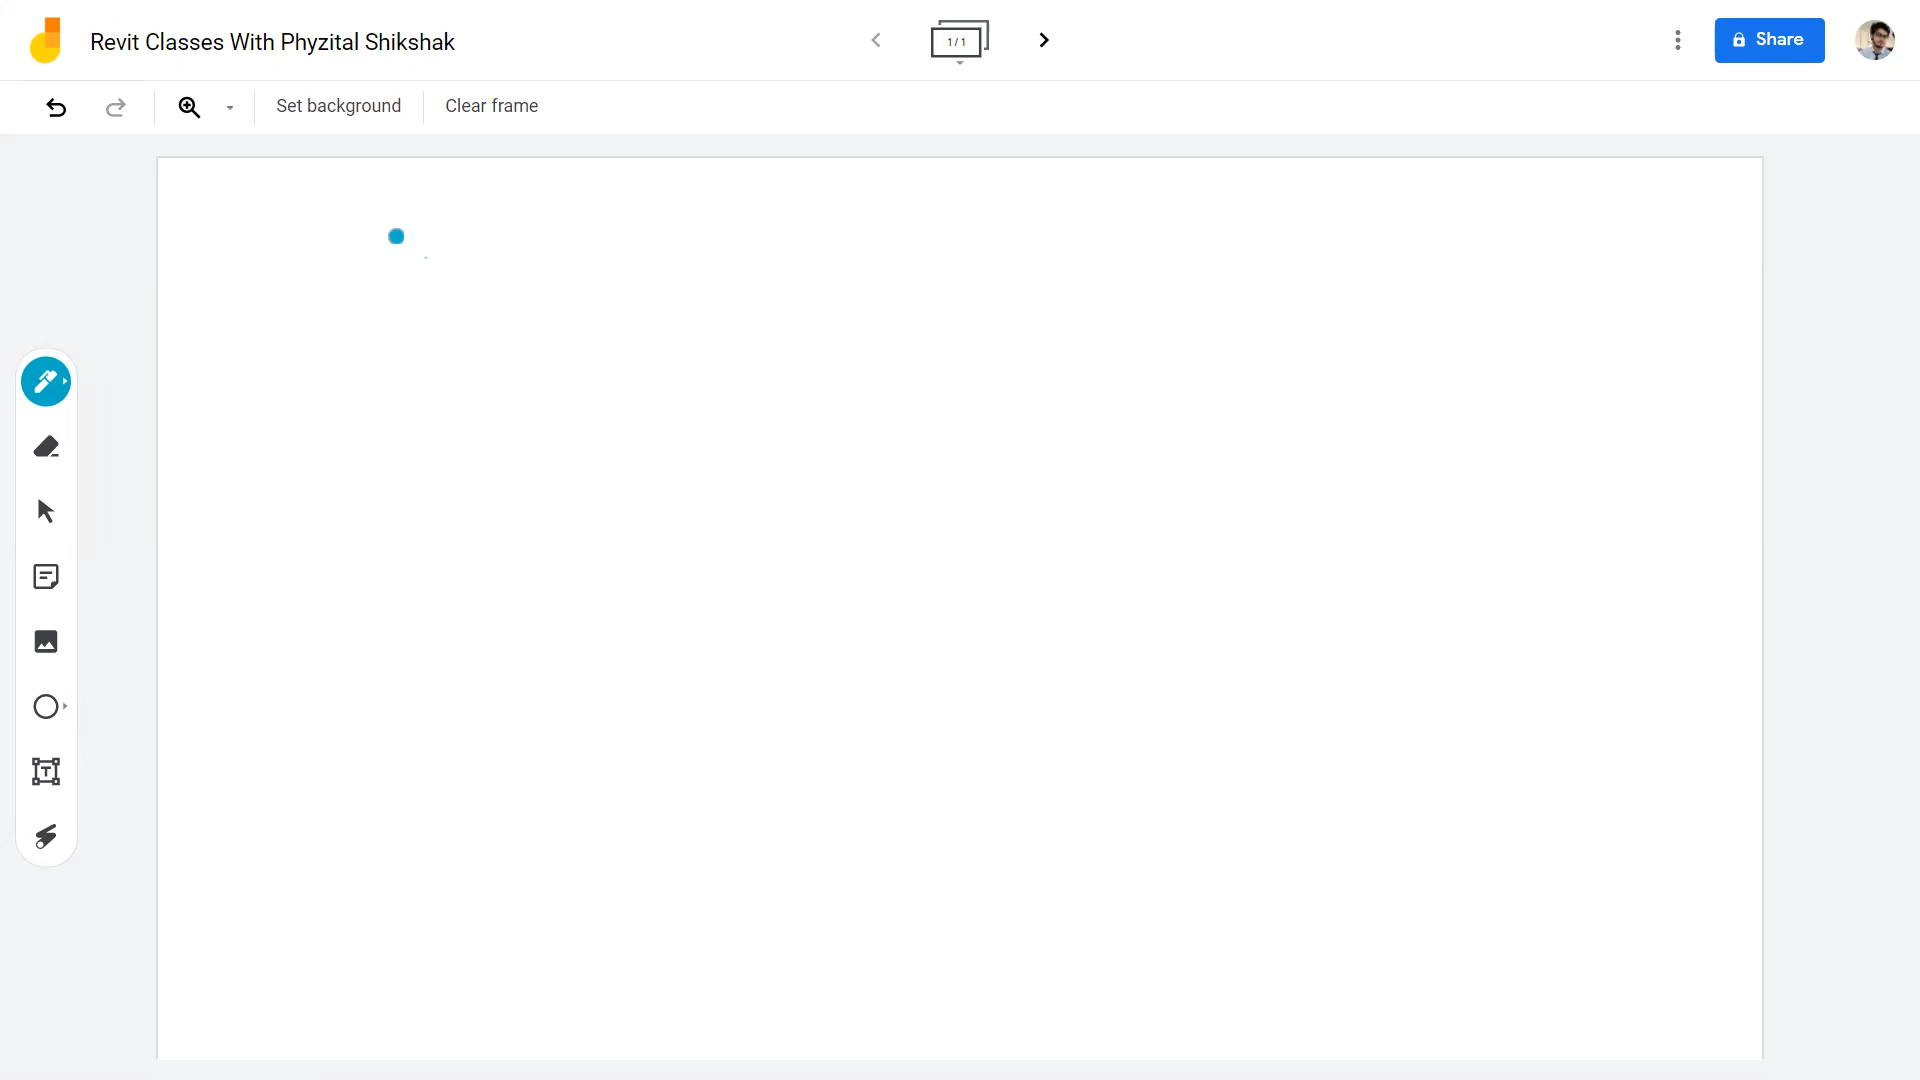 Revit Classes With Phyzital Shikshak
1/1
Share
Set background
Clear frame